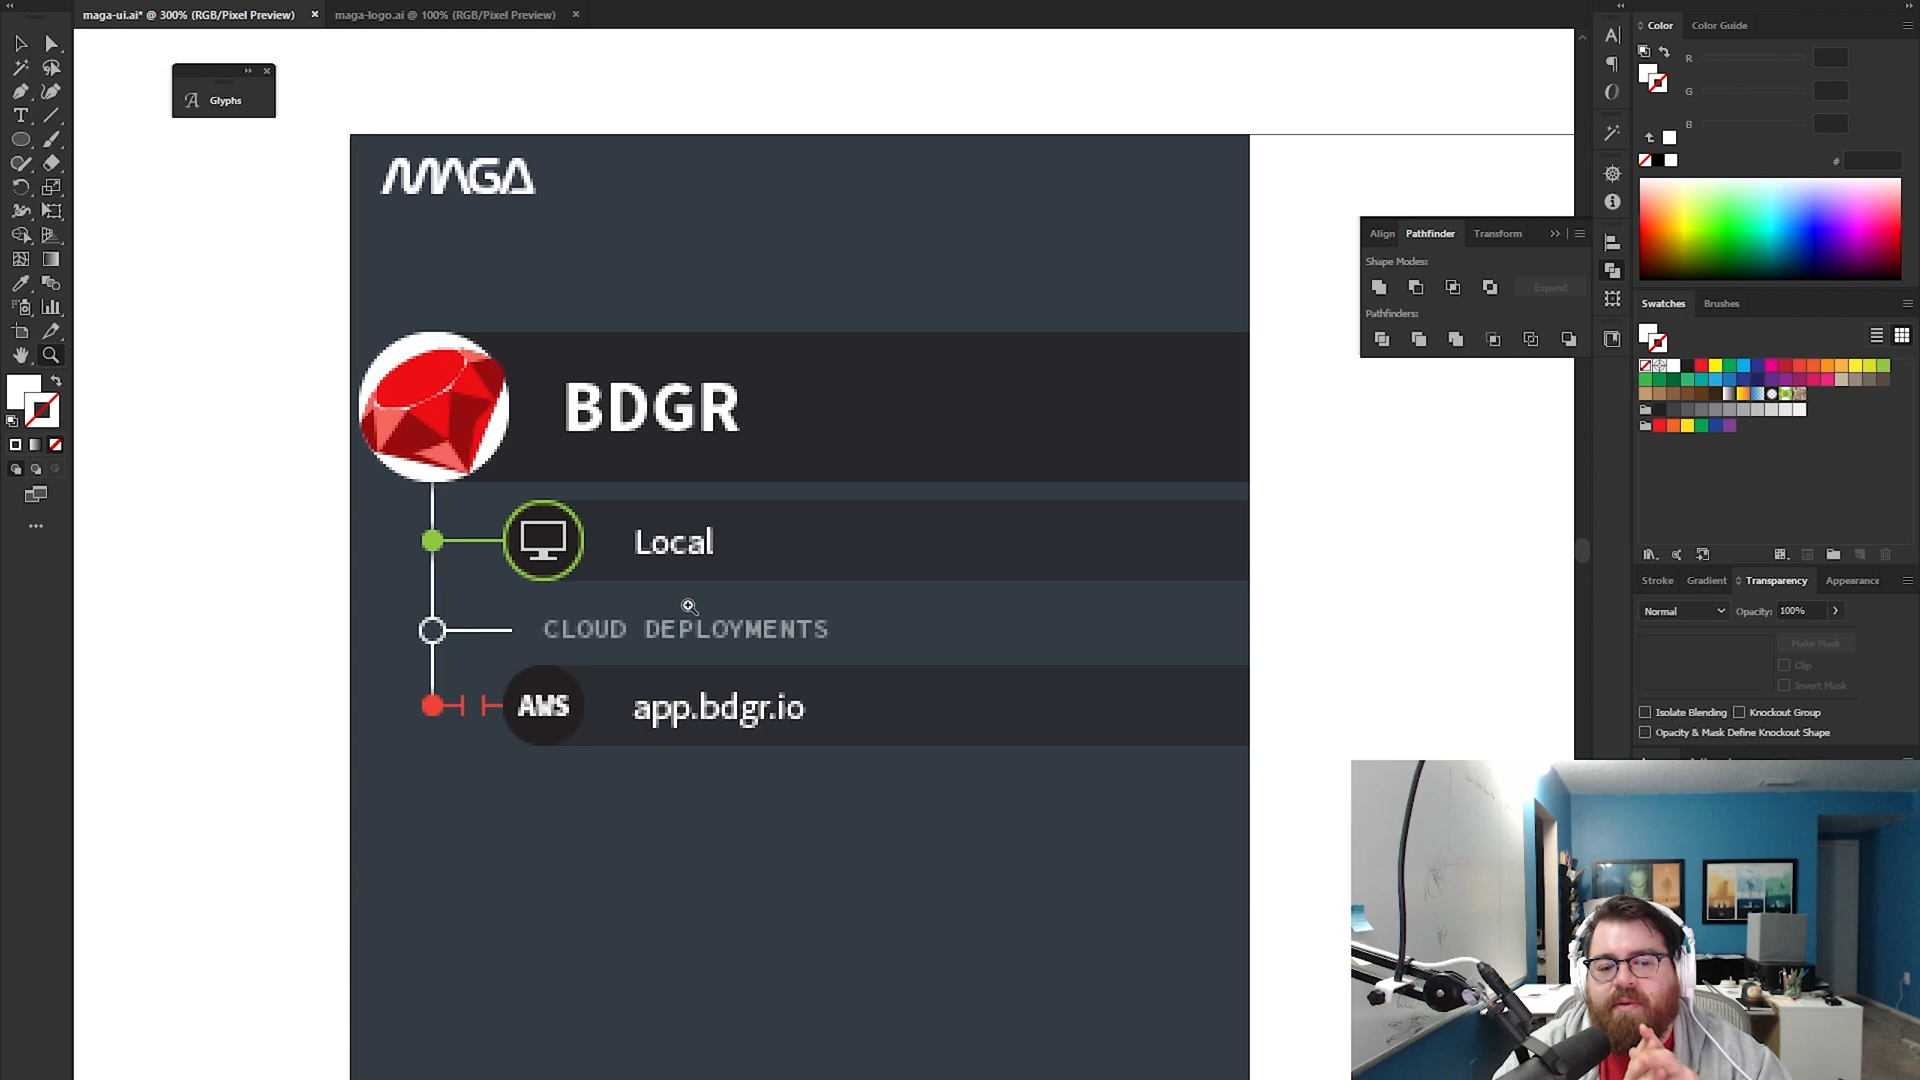 maga-ui.ai* @ 300% (RGB/Pixel Preview)
maga-logo.ai @ 100% (RGB/Pixel Preview)
Glyphs
MAGA
BDGR
Local
CLOUD DEPLOYMENTS
AWS
app.bdgr.io
Align
Pathfinder
Transform
Shape Modes:
Expand
Pathfinders:
Color
Color Guide
R
G
B
#
Swatches
Brushes
Stroke
Gradient
Transparency
Appearance
Normal
Opacity:
100%
Make Mask
Clip
Invert Mask
Isolate Blending
Knockout Group
Opacity & Mask Define Knockout Shape